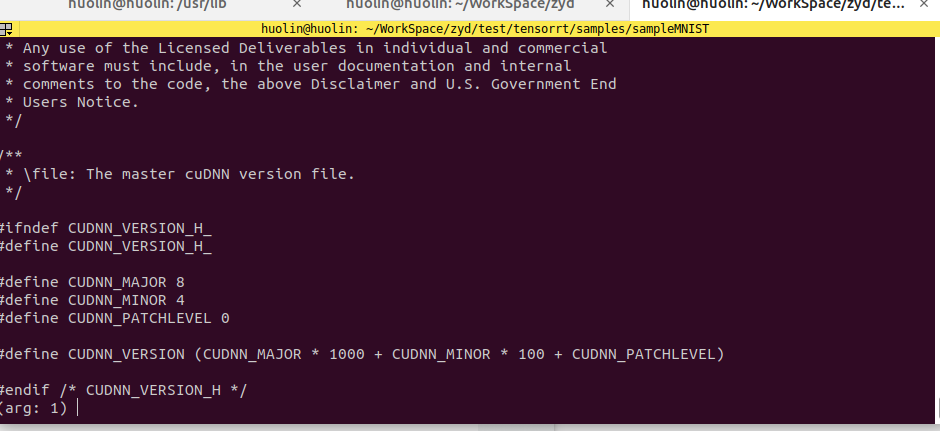 huolin@huolin: /usr/lib × huolin@huolin: ~/WorkSpace/zyd × huolin@huolin: ~/WorkSpace/zyd/te... ×
huolin@huolin: ~/WorkSpace/zyd/test/tensorrt/samples/sampleMNIST
* Any use of the Licensed Deliverables in individual and commercial
* software must include, in the user documentation and internal
* comments to the code, the above Disclaimer and U.S. Government End
* Users Notice.
*/
/**
* \file: The master cuDNN version file.
*/
#ifndef CUDNN_VERSION_H_
#define CUDNN_VERSION_H_
#define CUDNN_MAJOR 8
#define CUDNN_MINOR 4
#define CUDNN_PATCHLEVEL 0
#define CUDNN_VERSION (CUDNN_MAJOR * 1000 + CUDNN_MINOR * 100 + CUDNN_PATCHLEVEL)
#endif /* CUDNN_VERSION_H */
(arg: 1)